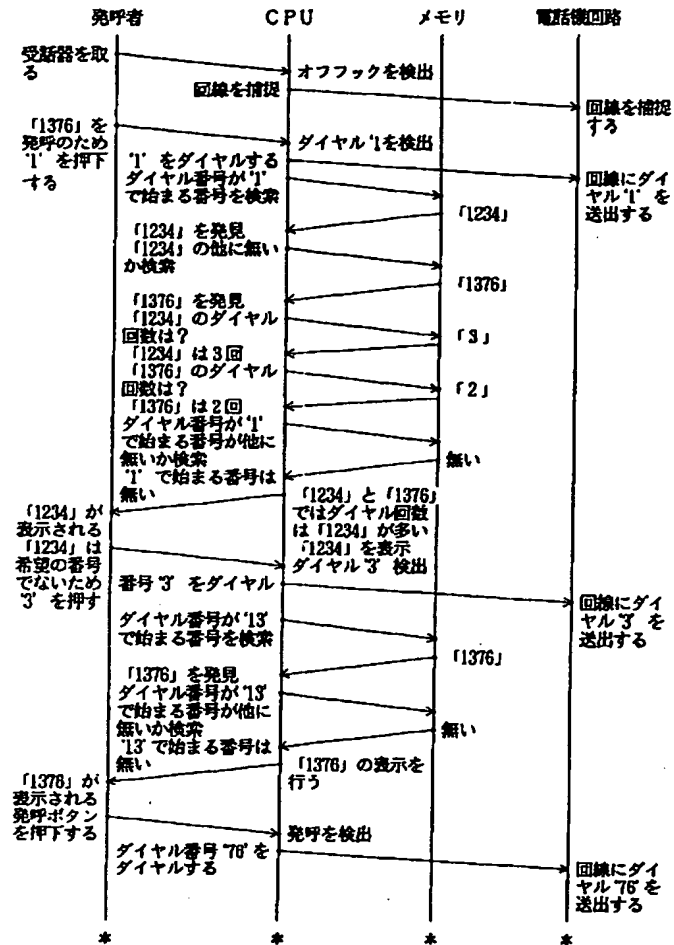 発呼者 CPU メモリ 電話機回路
受話器を取
る
オフフックを検出
回線を捕捉
回線を捕捉
する
「1376」を
発呼のため
'1' を押下
する
ダイヤル '1を検出
'1' をダイヤルする
ダイヤル番号が '1'
で始まる番号を検索
回線にダイ
ヤル '1' を
送出する
「1234」
「1234」を発見
「1234」の他に無い
か検索
「1376」
「1376」を発見
「1234」のダイヤル
回数は?
「3」
「1234」は3回
「1376」のダイヤル
回数は?
「2」
「1376」は2回
ダイヤル番号が '1'
で始まる番号が他に
無いか検索
無い
'1' で始まる番号は
無い
「1234」と「1376」
ではダイヤル回数
は「1234」が多い
「1234」を表示
「1234」が
表示される
「1234」は
希望の番号
でないため
'3' を押す
ダイヤル '3' 検出
番号 '3' をダイヤル
回線にダイ
ヤル '3' を
送出する
ダイヤル番号が '13'
で始まる番号を検索
「1376」
「1376」を発見
ダイヤル番号が '13'
で始まる番号が他に
無いか検索
無い
'13' で始まる番号は
無い
「1376」の表示を
行う
「1376」が
表示される
発呼ボタン
を押下する
発呼を検出
ダイヤル番号 '76' を
ダイヤルする
回線にダイ
ヤル '76' を
送出する
* * * *